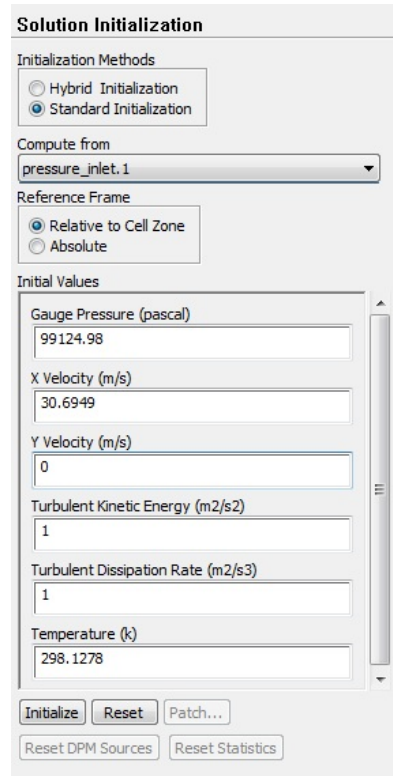 Solution Initialization
Initialization Methods
Hybrid Initialization
Standard Initialization
Compute from
pressure_inlet.1
Reference Frame
Relative to Cell Zone
Absolute
Initial Values
Gauge Pressure (pascal)
99124.98
X Velocity (m/s)
30.6949
Y Velocity (m/s)
0
Turbulent Kinetic Energy (m2/s2)
1
Turbulent Dissipation Rate (m2/s3)
1
Temperature (k)
298.1278
Initialize Reset Patch...
Reset DPM Sources Reset Statistics